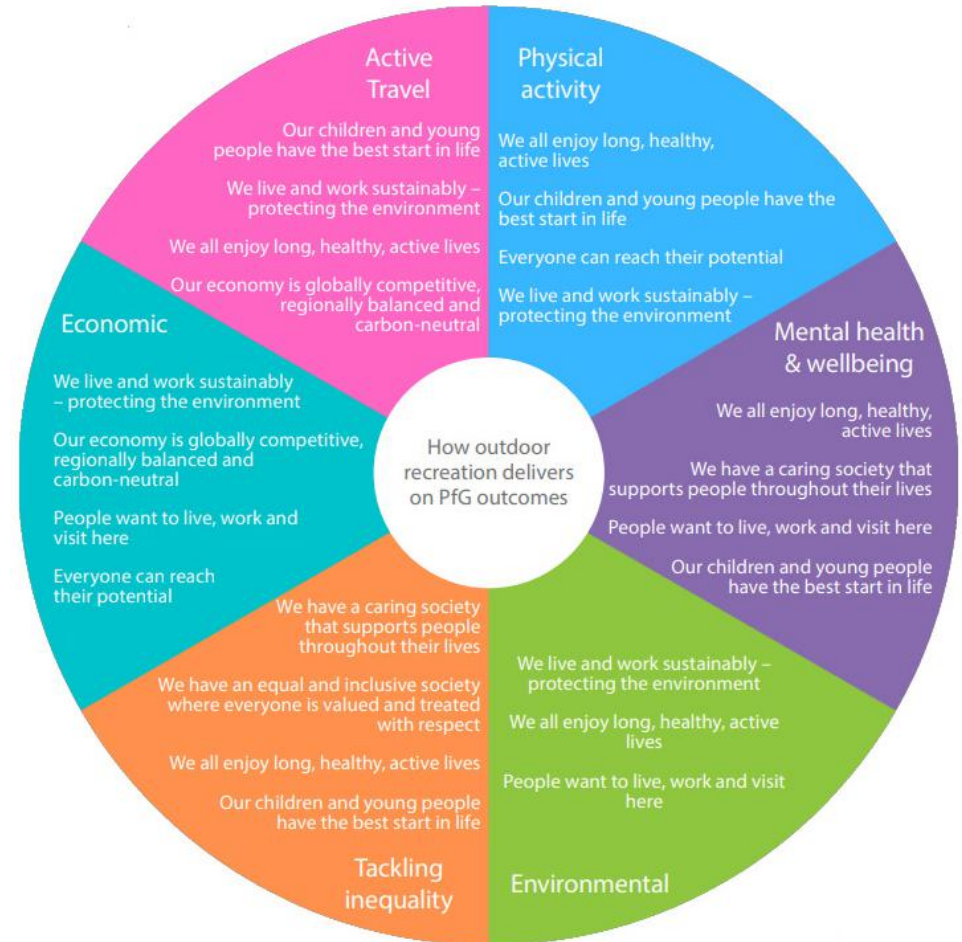 Active
Travel
Our children and young
people have the best start in life
We live and work sustainably –
protecting the environment
We all enjoy long, healthy, active lives
Our economy is globally competitive,
regionally balanced and
carbon-neutral
Physical
activity
We all enjoy long, healthy,
active lives
Our children and young people have the
best start in life
Everyone can reach their potential
We live and work sustainably –
protecting the environment
Mental health
& wellbeing
We all enjoy long, healthy,
active lives
We have a caring society that
supports people throughout their lives
People want to live, work and visit here
Our children and young people
have the best start in life
We live and work sustainably –
protecting the environment
We all enjoy long, healthy, active
lives
People want to live, work and visit
here
Environmental
We have a caring society
that supports people
throughout their lives
We have an equal and inclusive society
where everyone is valued and treated
with respect
We all enjoy long, healthy, active lives
Our children and young people
have the best start in life
Tackling
inequality
Economic
We live and work sustainably
– protecting the environment
Our economy is globally competitive,
regionally balanced and
carbon-neutral
People want to live, work and
visit here
Everyone can reach
their potential
How outdoor
recreation delivers
on PfG outcomes